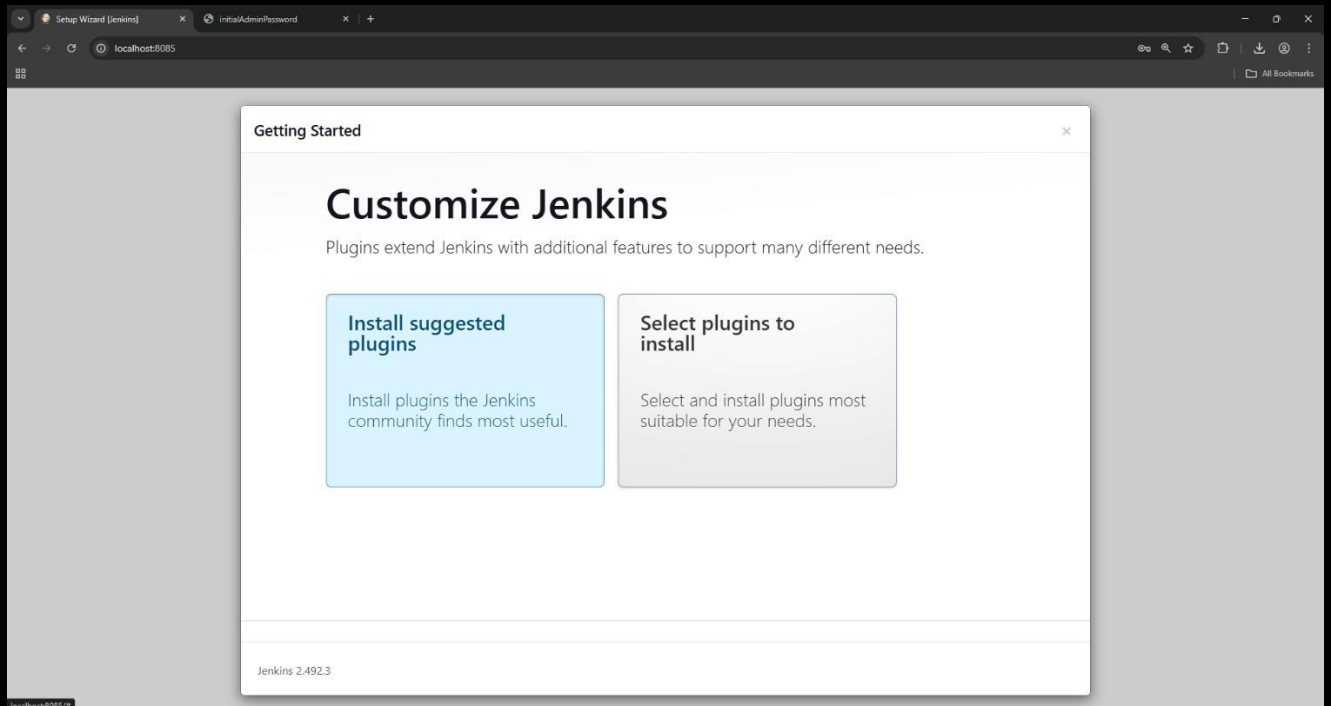 Setup Wizard [Jenkins]
initialAdminPassword
localhost:8085
All Bookmarks
Getting Started
Customize Jenkins
Plugins extend Jenkins with additional features to support many different needs.
Install suggested
plugins
Install plugins the Jenkins
community finds most useful.
Select plugins to
install
Select and install plugins most
suitable for your needs.
Jenkins 2.492.3
localhost:8085/#